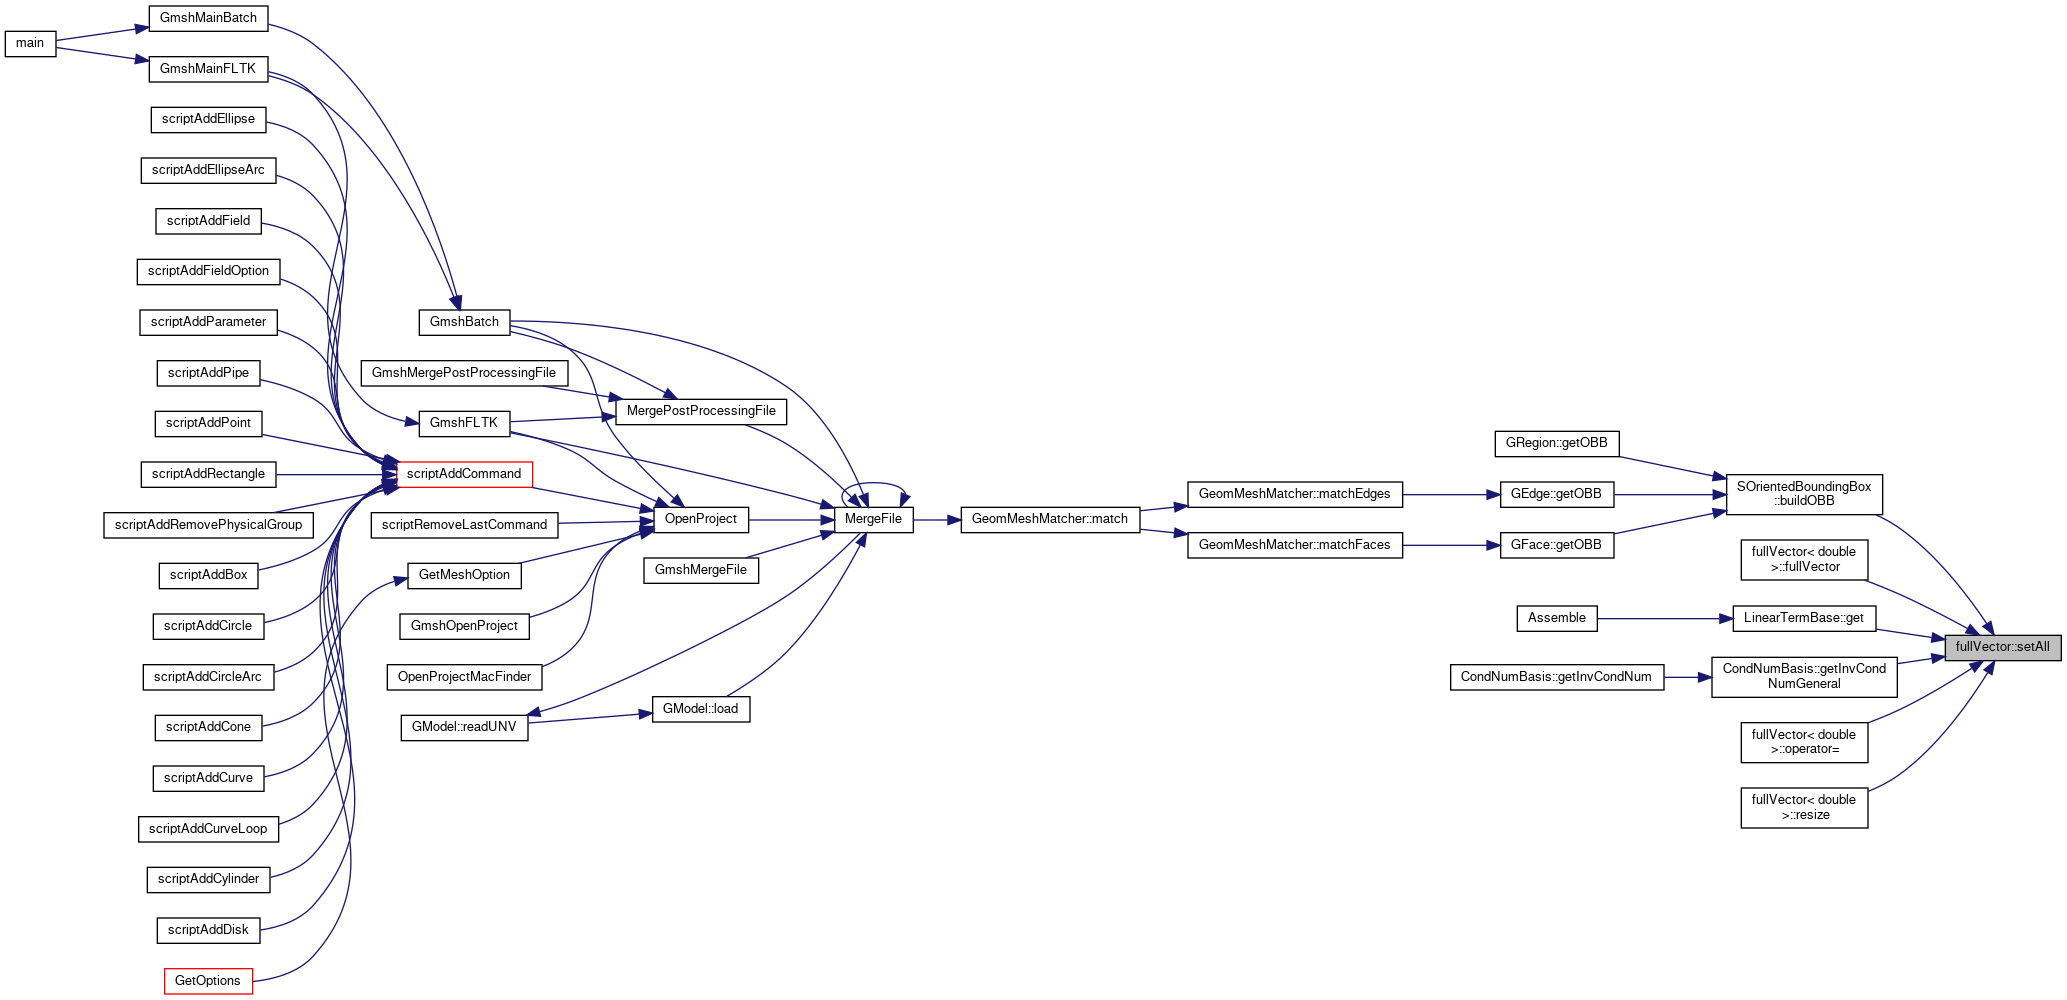 main
GmshMainBatch
GmshMainFLTK
scriptAddEllipse
scriptAddEllipseArc
scriptAddField
scriptAddFieldOption
scriptAddParameter
scriptAddPipe
scriptAddPoint
scriptAddRectangle
scriptAddRemovePhysicalGroup
scriptAddBox
scriptAddCircle
scriptAddCircleArc
scriptAddCone
scriptAddCurve
scriptAddCurveLoop
scriptAddCylinder
scriptAddDisk
GetOptions
GmshBatch
GmshMergePostProcessingFile
GmshFLTK
scriptAddCommand
scriptRemoveLastCommand
GetMeshOption
GmshOpenProject
OpenProjectMacFinder
GModel::readUNV
MergePostProcessingFile
OpenProject
GmshMergeFile
GModel::load
MergeFile
GeomMeshMatcher::match
GeomMeshMatcher::matchEdges
GeomMeshMatcher::matchFaces
GRegion::getOBB
GEdge::getOBB
GFace::getOBB
Assemble
CondNumBasis::getInvCondNum
SOrientedBoundingBox
::buildOBB
fullVector< double
>::fullVector
LinearTermBase::get
CondNumBasis::getInvCond
NumGeneral
fullVector< double
>::operator=
fullVector< double
>::resize
fullVector::setAll